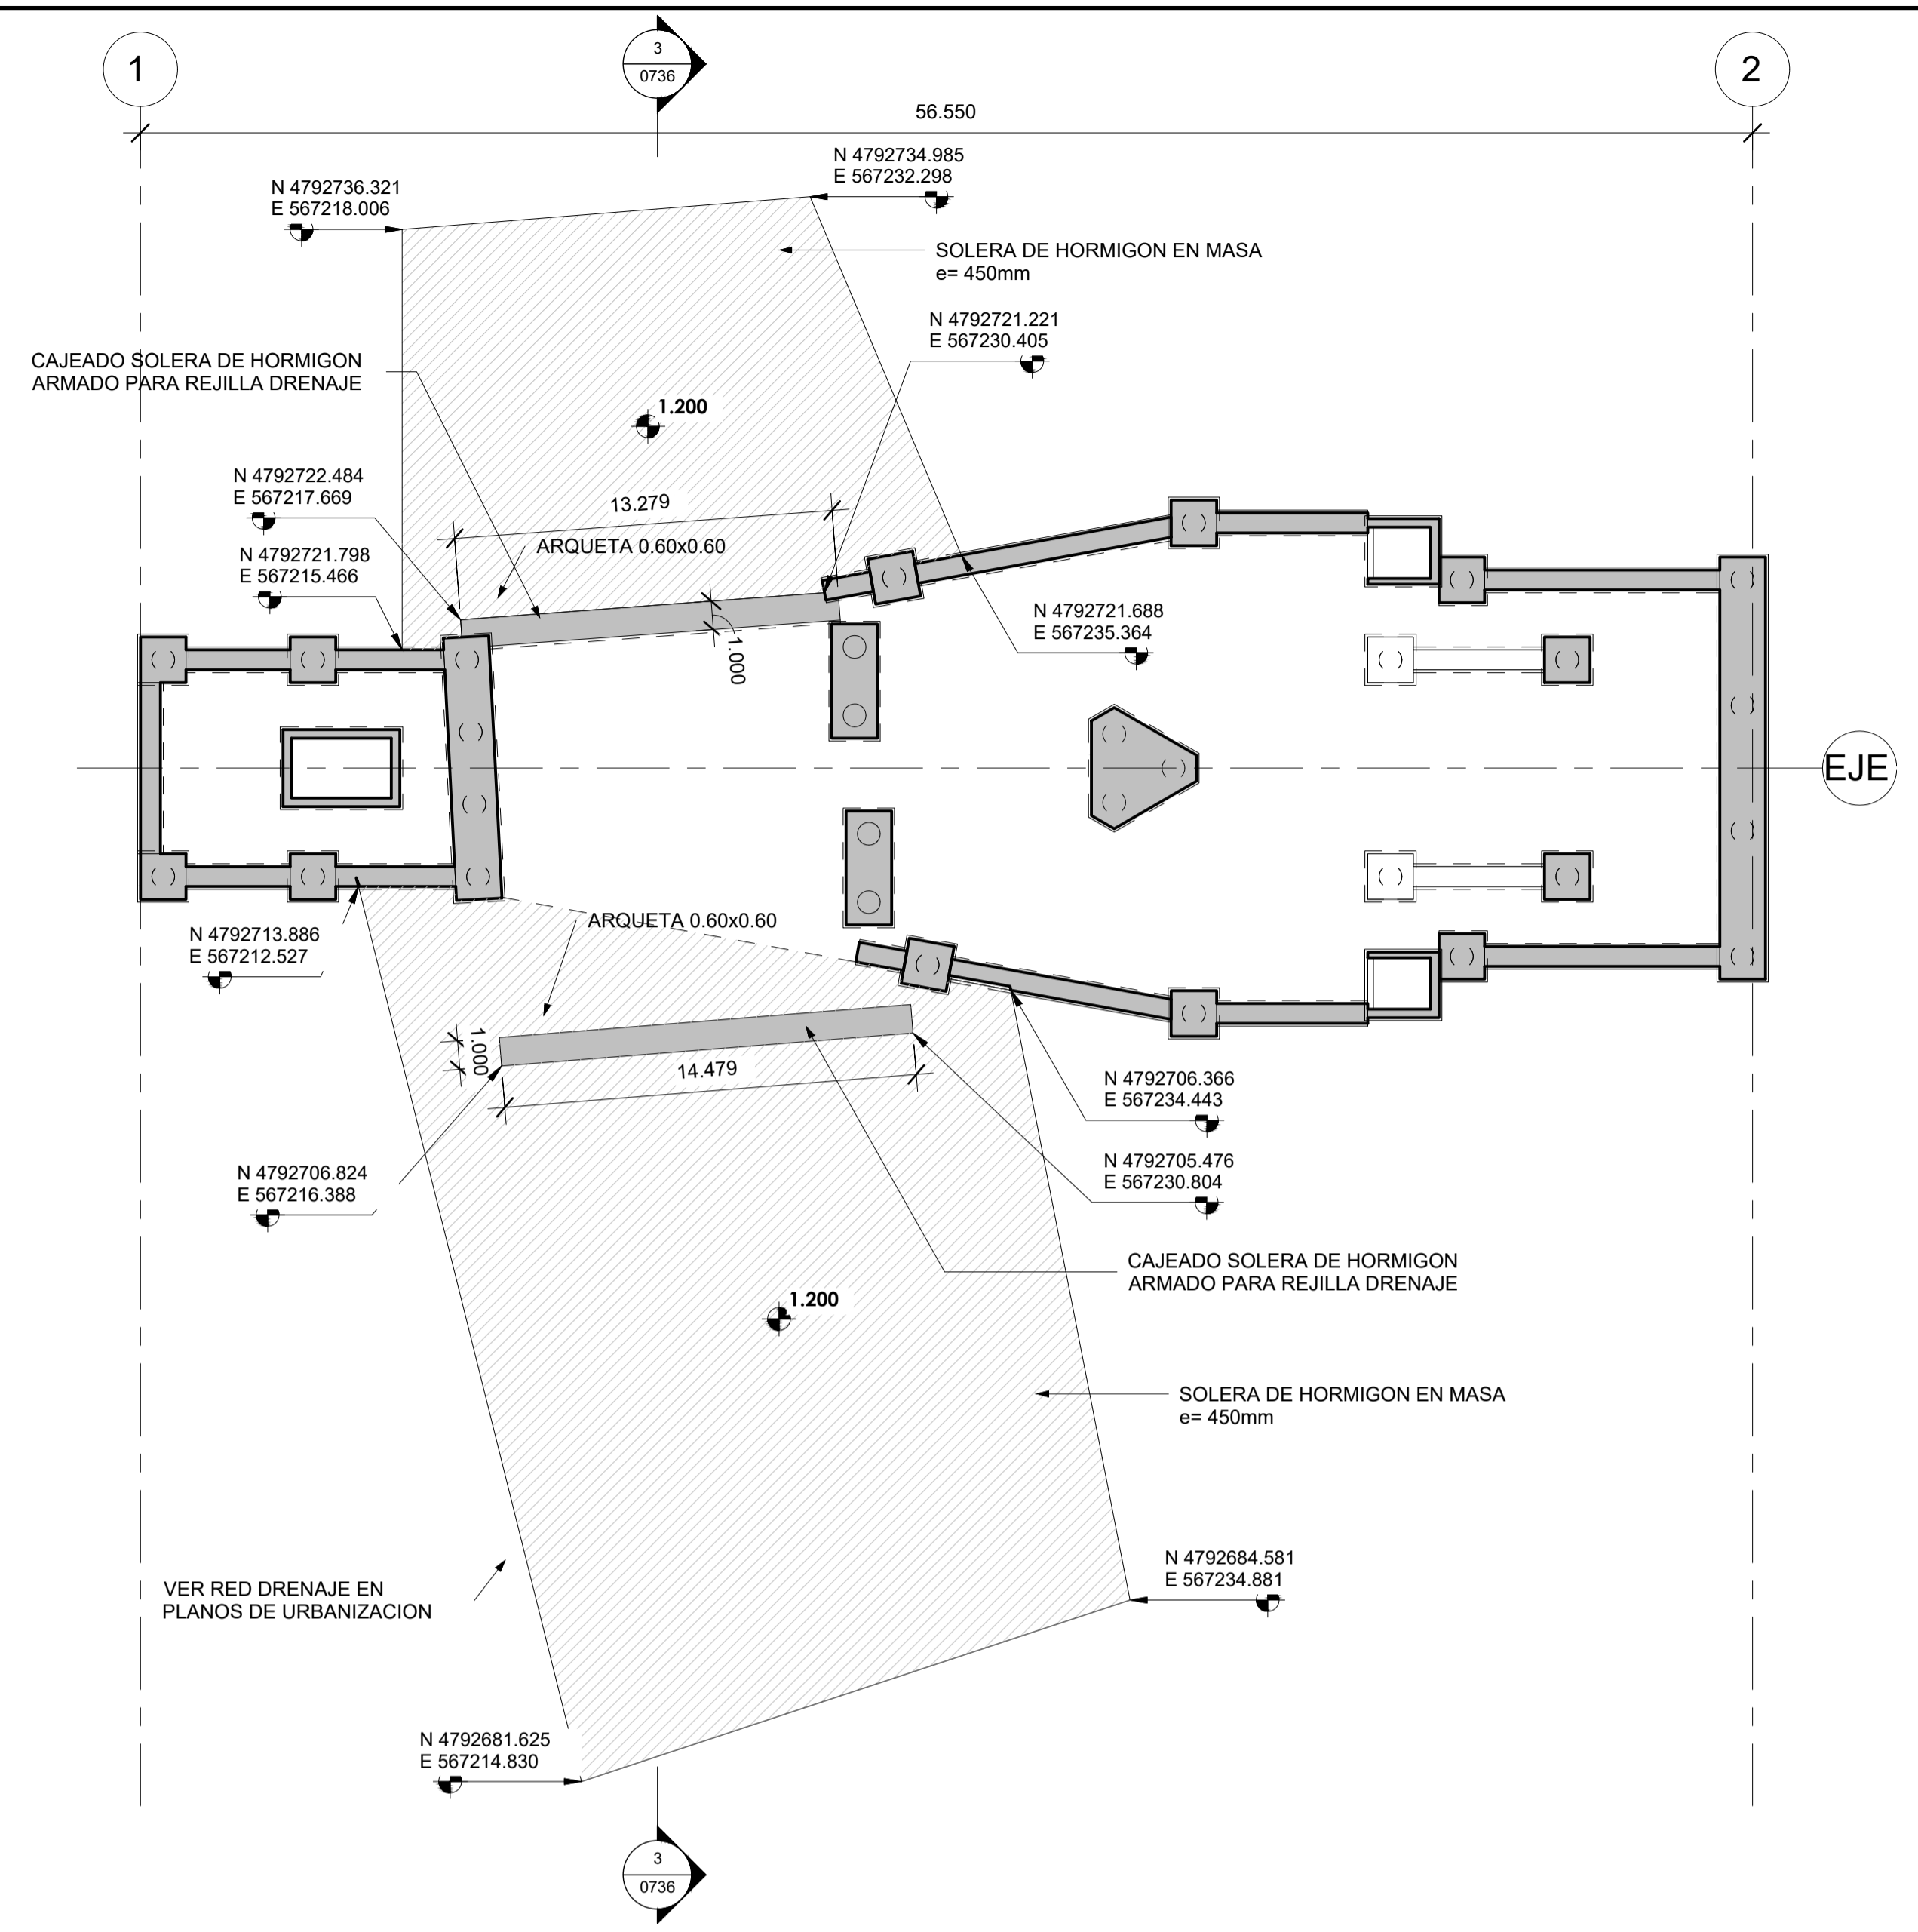 1
3
0736
2
56.550
N 4792734.985
E 567232.298
N 4792736.321
E 567218.006
SOLERA DE HORMIGON EN MASA
e= 450mm
N 4792721.221
E 567230.405
CAJEADO SOLERA DE HORMIGON
ARMADO PARA REJILLA DRENAJE
1.200
N 4792722.484
E 567217.669
13.279
N 4792721.798
E 567215.466
ARQUETA 0.60x0.60
N 4792721.688
E 567235.364
1.000
EJE
ARQUETA 0.60x0.60
N 4792713.886
E 567212.527
1.000
14.479
N 4792706.366
E 567234.443
N 4792706.824
E 567216.388
N 4792705.476
E 567230.804
CAJEADO SOLERA DE HORMIGON
ARMADO PARA REJILLA DRENAJE
1.200
SOLERA DE HORMIGON EN MASA
e= 450mm
N 4792684.581
E 567234.881
VER RED DRENAJE EN
PLANOS DE URBANIZACION
N 4792681.625
E 567214.830
3
0736